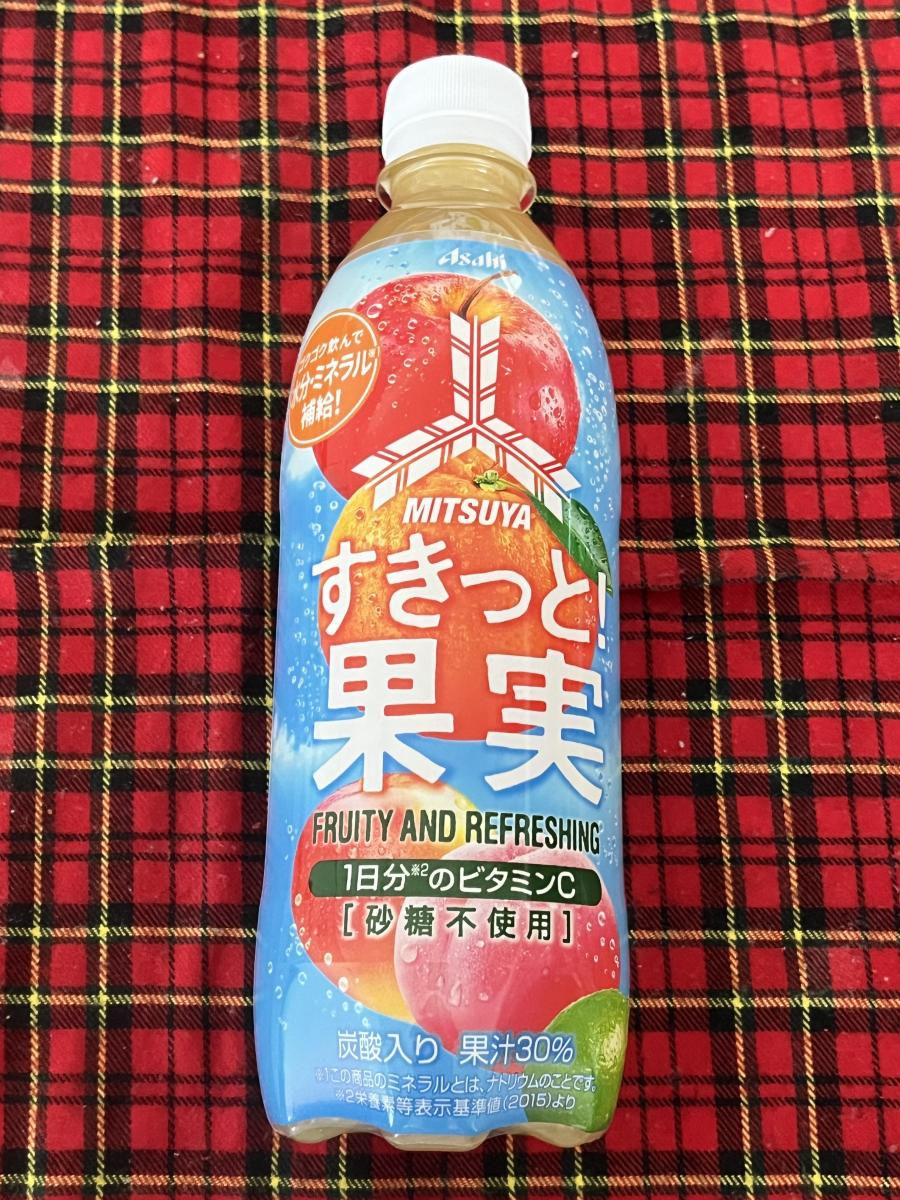 Asahi
ゴクゴク飲んで
水分・ミネラル※1
補給!
MITSUYA
すきっと!
果実
FRUITY AND REFRESHING
1日分※2のビタミンC
[砂糖不使用]
炭酸入り 果汁30%
※1この商品のミネラルとは、ナトリウムのことです。
※2栄養素等表示基準値(2015)より